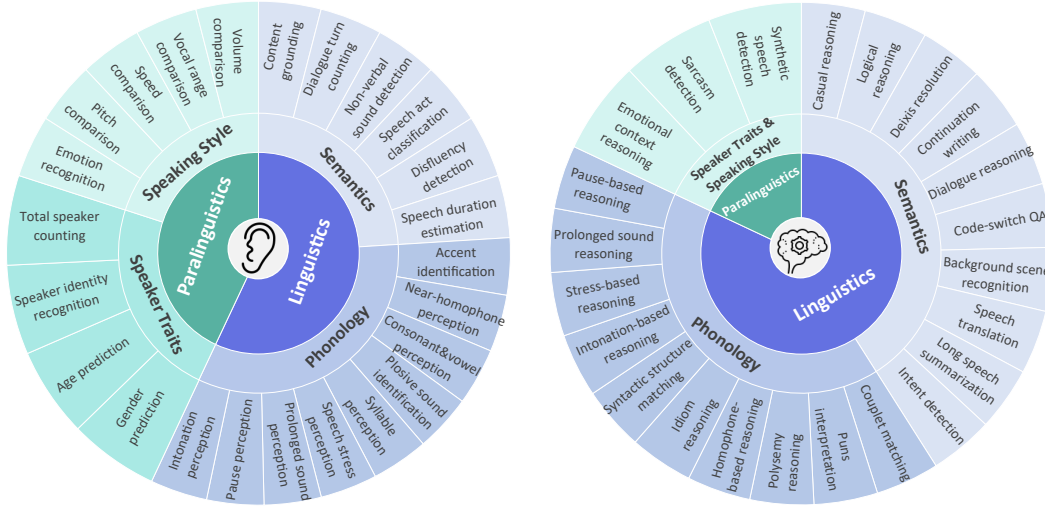 Paralinguistics
Linguistics
Speaking Style
Semantics
Phonology
Speaker Traits
Content
grounding
Dialogue turn
counting
Non-verbal
sound detection
Speech act
classification
Disfluency
detection
Speech duration
estimation
Accent
identification
Near-homophone
perception
Consonant&vowel
perception
Plosive sound
identification
Syllable
perception
Speech stress
perception
Prolonged sound
perception
Pause perception
Intonation
perception
Gender
prediction
Age prediction
Speaker identity
recognition
Total speaker
counting
Emotion
recognition
Pitch
comparison
Speed
comparison
Vocal range
comparison
Volume
comparison
Paralinguistics
Linguistics
Speaker Traits &
Speaking Style
Semantics
Phonology
Casual reasoning
Logical
reasoning
Deixis resolution
Continuation
writing
Dialogue reasoning
Code-switch QA
Background scene
recognition
Speech
translation
Long speech
summarization
Intent detection
Couplet matching
Puns
interpretation
Polysemy
reasoning
Homophone-
based reasoning
Idiom
reasoning
Syntactic structure
matching
Intonation-based
reasoning
Stress-based
reasoning
Prolonged sound
reasoning
Pause-based
reasoning
Emotional
context
reasoning
Sarcasm
detection
Synthetic
speech
detection